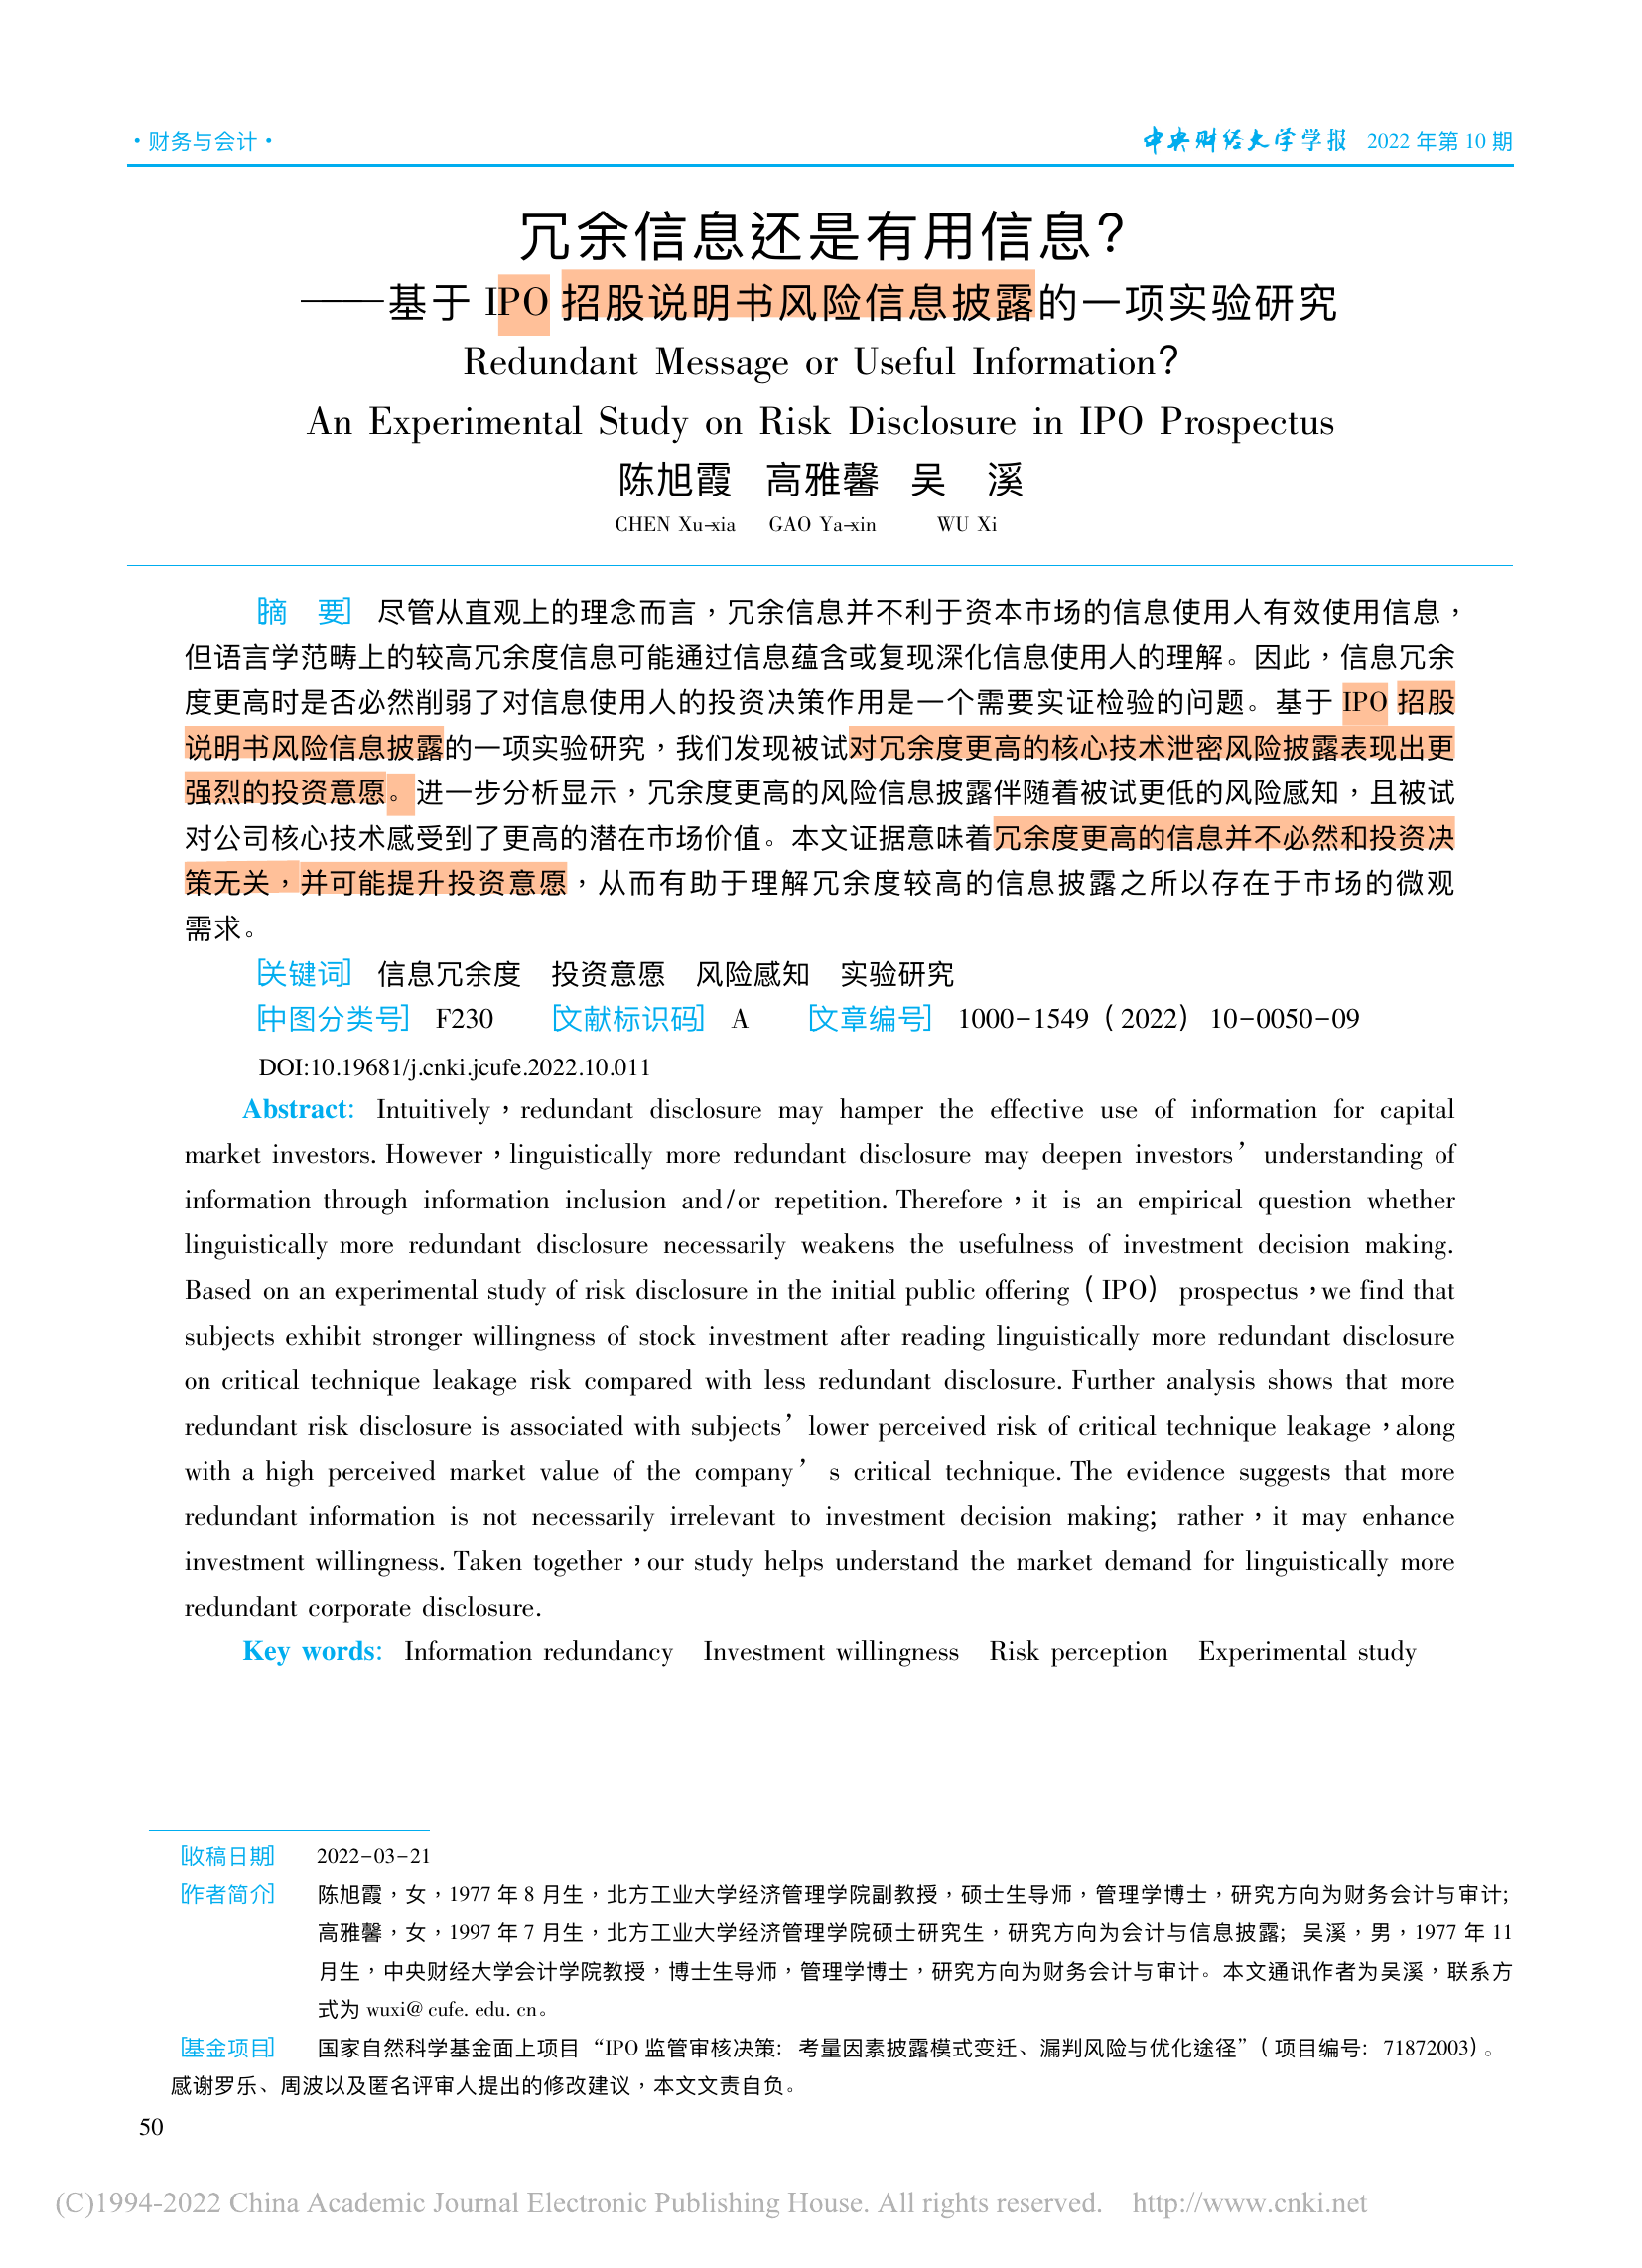 ·财务与会计·
中央财经大学学报 2022 年第 10 期
冗余信息还是有用信息?
——基于 IPO 招股说明书风险信息披露的一项实验研究
Redundant Message or Useful Information?
An Experimental Study on Risk Disclosure in IPO Prospectus
陈旭霞 高雅馨 吴 溪
CHEN Xu-xia GAO Ya-xin WU Xi
[摘 要] 尽管从直观上的理念而言，冗余信息并不利于资本市场的信息使用人有效使用信息，
但语言学范畴上的较高冗余度信息可能通过信息蕴含或复现深化信息使用人的理解。因此，信息冗余
度更高时是否必然削弱了对信息使用人的投资决策作用是一个需要实证检验的问题。基于 IPO 招股
说明书风险信息披露的一项实验研究，我们发现被试对冗余度更高的核心技术泄密风险披露表现出更
强烈的投资意愿。进一步分析显示，冗余度更高的风险信息披露伴随着被试更低的风险感知，且被试
对公司核心技术感受到了更高的潜在市场价值。本文证据意味着冗余度更高的信息并不必然和投资决
策无关，并可能提升投资意愿，从而有助于理解冗余度较高的信息披露之所以存在于市场的微观
需求。
[关键词] 信息冗余度 投资意愿 风险感知 实验研究
[中图分类号] F230 [文献标识码] A [文章编号] 1000-1549（2022）10-0050-09
DOI:10.19681/j.cnki.jcufe.2022.10.011
Abstract: Intuitively，redundant disclosure may hamper the effective use of information for capital
market investors. However，linguistically more redundant disclosure may deepen investors’ understanding of
information through information inclusion and/or repetition. Therefore，it is an empirical question whether
linguistically more redundant disclosure necessarily weakens the usefulness of investment decision making.
Based on an experimental study of risk disclosure in the initial public offering（IPO）prospectus，we find that
subjects exhibit stronger willingness of stock investment after reading linguistically more redundant disclosure
on critical technique leakage risk compared with less redundant disclosure. Further analysis shows that more
redundant risk disclosure is associated with subjects’ lower perceived risk of critical technique leakage，along
with a high perceived market value of the company’s critical technique. The evidence suggests that more
redundant information is not necessarily irrelevant to investment decision making; rather，it may enhance
investment willingness. Taken together，our study helps understand the market demand for linguistically more
redundant corporate disclosure.
Key words: Information redundancy Investment willingness Risk perception Experimental study
[收稿日期] 2022-03-21
[作者简介] 陈旭霞，女，1977 年 8 月生，北方工业大学经济管理学院副教授，硕士生导师，管理学博士，研究方向为财务会计与审计;
高雅馨，女，1997 年 7 月生，北方工业大学经济管理学院硕士研究生，研究方向为会计与信息披露; 吴溪，男，1977 年 11
月生，中央财经大学会计学院教授，博士生导师，管理学博士，研究方向为财务会计与审计。本文通讯作者为吴溪，联系方
式为 wuxi@ cufe. edu. cn。
[基金项目] 国家自然科学基金面上项目“IPO 监管审核决策: 考量因素披露模式变迁、漏判风险与优化途径”（项目编号: 71872003）。
感谢罗乐、周波以及匿名评审人提出的修改建议，本文文责自负。
50
(C)1994-2022 China Academic Journal Electronic Publishing House. All rights reserved. http://www.cnki.net